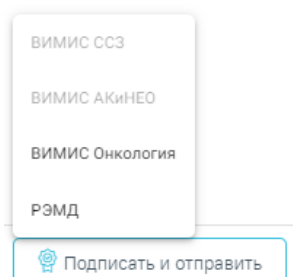 ВИМИС ССЗ
ВИМИС АКиНЕО
ВИМИС Онкология
РЭМД
Подписать и отправить